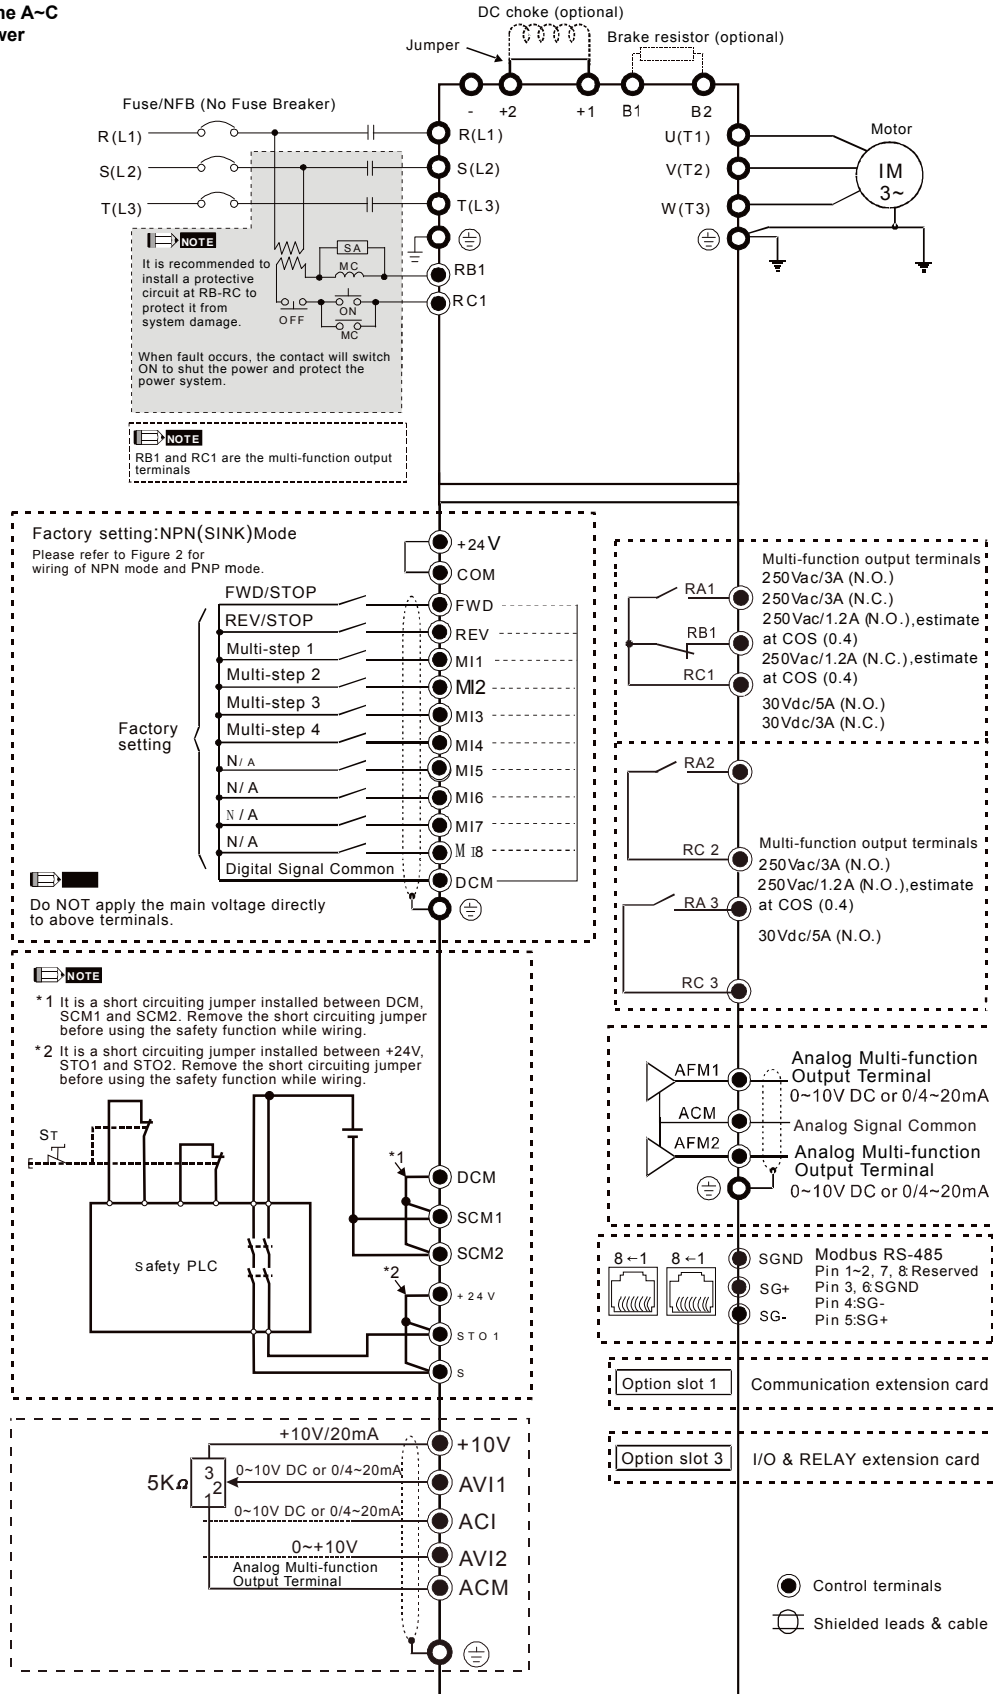 ne A~C
wer
DC choke (optional)
Jumper
Brake resistor (optional)
- +2 +1 B1 B2
Fuse/NFB (No Fuse Breaker)
R(L1)
S(L2)
T(L3)
R(L1)
S(L2)
T(L3)
RB1
RC1
U(T1)
V(T2)
W(T3)
Motor
IM
3~
NOTE
It is recommended to
install a protective
circuit at RB-RC to
protect it from
system damage.
SA
MC
ON
OFF
MC
When fault occurs, the contact will switch
ON to shut the power and protect the
power system.
NOTE
RB1 and RC1 are the multi-function output
terminals
Factory setting:NPN(SINK)Mode
Please refer to Figure 2 for
wiring of NPN mode and PNP mode.
+24V
COM
FWD/STOP
FWD
REV/STOP
REV
Multi-step 1
MI1
Multi-step 2
MI2
Multi-step 3
MI3
Multi-step 4
MI4
N/A
MI5
N/A
MI6
N/A
MI7
N/A
MI8
Digital Signal Common
DCM
Factory
setting
Do NOT apply the main voltage directly
to above terminals.
RA1
RB1
RC1
Multi-function output terminals
250Vac/3A (N.O.)
250Vac/3A (N.C.)
250Vac/1.2A (N.O.),estimate
at COS (0.4)
250Vac/1.2A (N.C.),estimate
at COS (0.4)
30Vdc/5A (N.O.)
30Vdc/3A (N.C.)
RA2
RC 2
RA 3
RC 3
Multi-function output terminals
250Vac/3A (N.O.)
250Vac/1.2A (N.O.),estimate
at COS (0.4)
30Vdc/5A (N.O.)
NOTE
*1 It is a short circuiting jumper installed between DCM,
SCM1 and SCM2. Remove the short circuiting jumper
before using the safety function while wiring.
*2 It is a short circuiting jumper installed between +24V,
STO1 and STO2. Remove the short circuiting jumper
before using the safety function while wiring.
ST
Safety PLC
*1
DCM
SCM1
SCM2
*2
+24V
STO1
S
AFM1
ACM
AFM2
Analog Multi-function
Output Terminal
0~10V DC or 0/4~20mA
Analog Signal Common
Analog Multi-function
Output Terminal
0~10V DC or 0/4~20mA
8←1 8←1
SGND
SG+
SG-
Modbus RS-485
Pin 1~2, 7, 8:Reserved
Pin 3, 6:SGND
Pin 4:SG-
Pin 5:SG+
Option slot 1
Communication extension card
Option slot 3
I/O & RELAY extension card
+10V/20mA
+10V
5KΩ
3
2
1
0~10V DC or 0/4~20mA
AVI1
0~10V DC or 0/4~20mA
ACI
0~+10V
AVI2
Analog Multi-function
Output Terminal
ACM
Control terminals
Shielded leads & cable